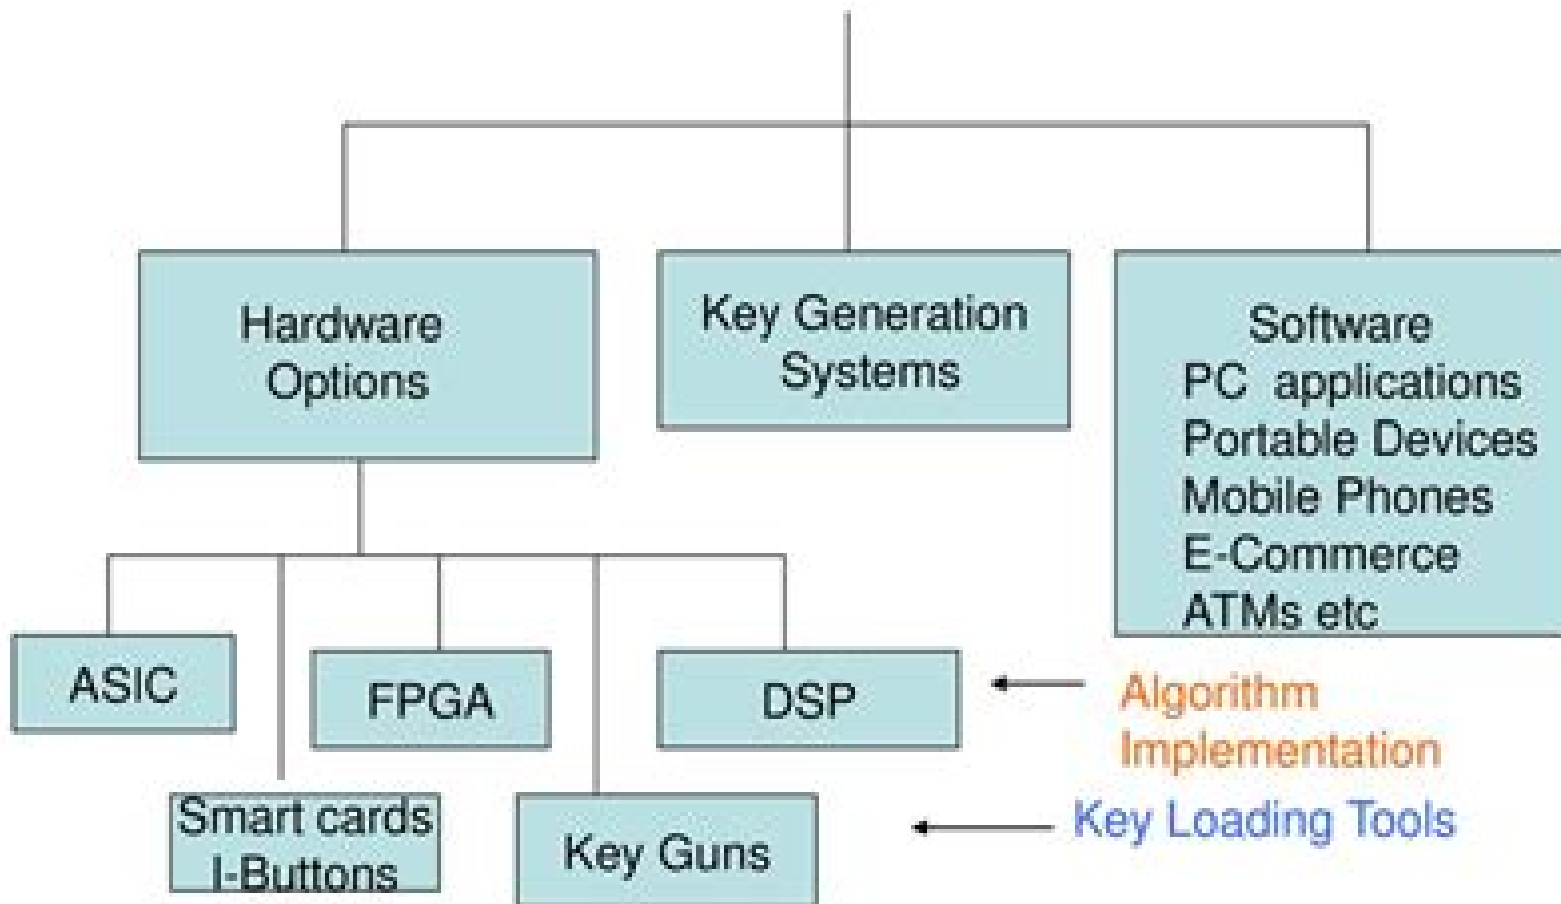 Hardware
Options
Key Generation
Systems
Software
PC applications
Portable Devices
Mobile Phones
E-Commerce
ATMs etc
ASIC
FPGA
DSP
Algorithm
Implementation
Smart cards
I-Buttons
Key Guns
Key Loading Tools